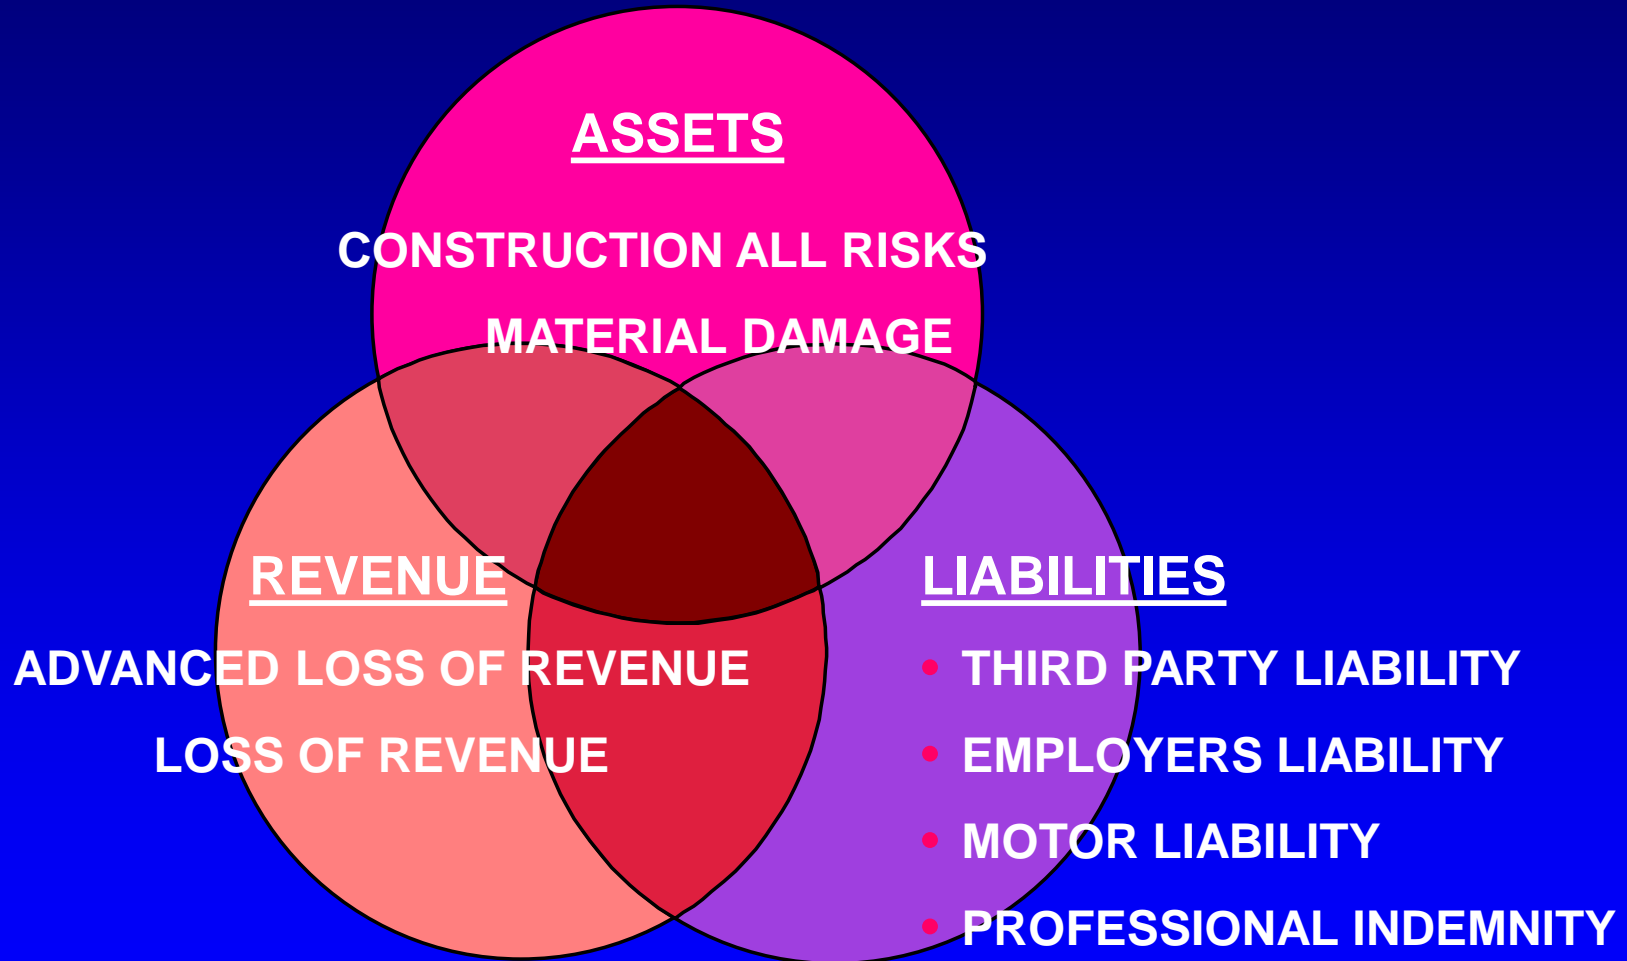 ASSETS
CONSTRUCTION ALL RISKS
MATERIAL DAMAGE
REVENUE
ADVANCED LOSS OF REVENUE
LOSS OF REVENUE
LIABILITIES
• THIRD PARTY LIABILITY
• EMPLOYERS LIABILITY
• MOTOR LIABILITY
• PROFESSIONAL INDEMNITY